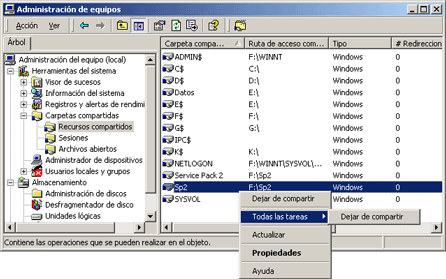 Administración de equipos
Acción Ver
Árbol
Administración del equipo (local)
Herramientas del sistema
Visor de sucesos
Información del sistema
Registros y alertas de rendimi
Carpetas compartidas
Recursos compartidos
Sesiones
Archivos abiertos
Administrador de dispositivos
Usuarios locales y grupos
Almacenamiento
Administración de discos
Desfragmentador de disco
Unidades lógicas
Carpeta compa... Ruta de acceso com... Tipo # Redireccion
ADMIN$ F:\WINNT Windows 0
C$ C:\ Windows 0
D$ D:\ Windows 0
Datos E:\ Windows 0
E$ E:\ Windows 0
F$ F:\ Windows 0
G$ G:\ Windows 0
IPC$ Windows 0
K$ K:\ Windows 0
NETLOGON F:\WINNT\SYSVOL\... Windows 0
Service Pack 2 F:\Sp2 Windows 0
Sp2 F:\Sp2 Windows 0
SYSVOL Windows 0
Dejar de compartir
Todas las tareas
Dejar de compartir
Actualizar
Propiedades
Ayuda
Contiene las operaciones que se pueden realizar en el objeto.